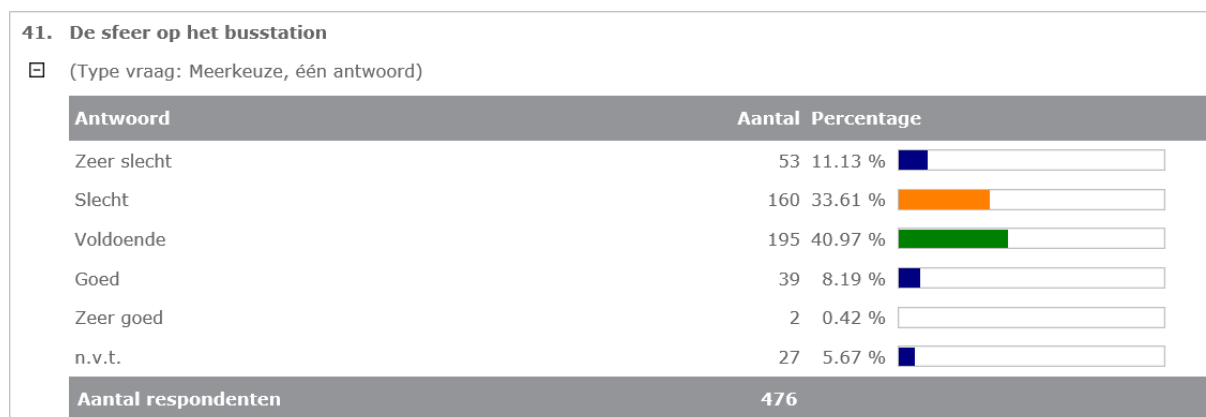 41. De sfeer op het busstation
(Type vraag: Meerkeuze, één antwoord)
Antwoord Aantal Percentage
Zeer slecht 53 11.13 %
Slecht 160 33.61 %
Voldoende 195 40.97 %
Goed 39 8.19 %
Zeer goed 2 0.42 %
n.v.t. 27 5.67 %
Aantal respondenten 476